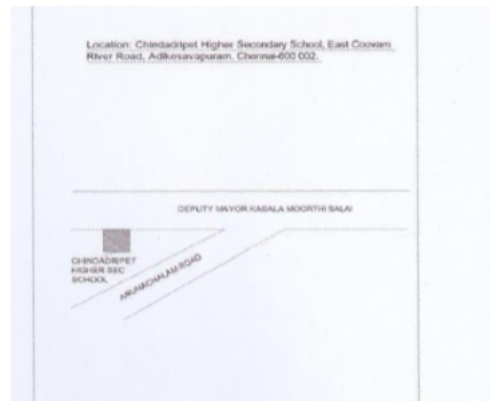 Location: Chindadripet Higher Secondary School, East Coovam
River Road, Adikesavapuram, Chennai-600 002.
DEPUTY MAYOR KABALA MOORTHI SALAI
CHINDADRIPET
HIGHER SEC
SCHOOL
ARUNACHALAM ROAD